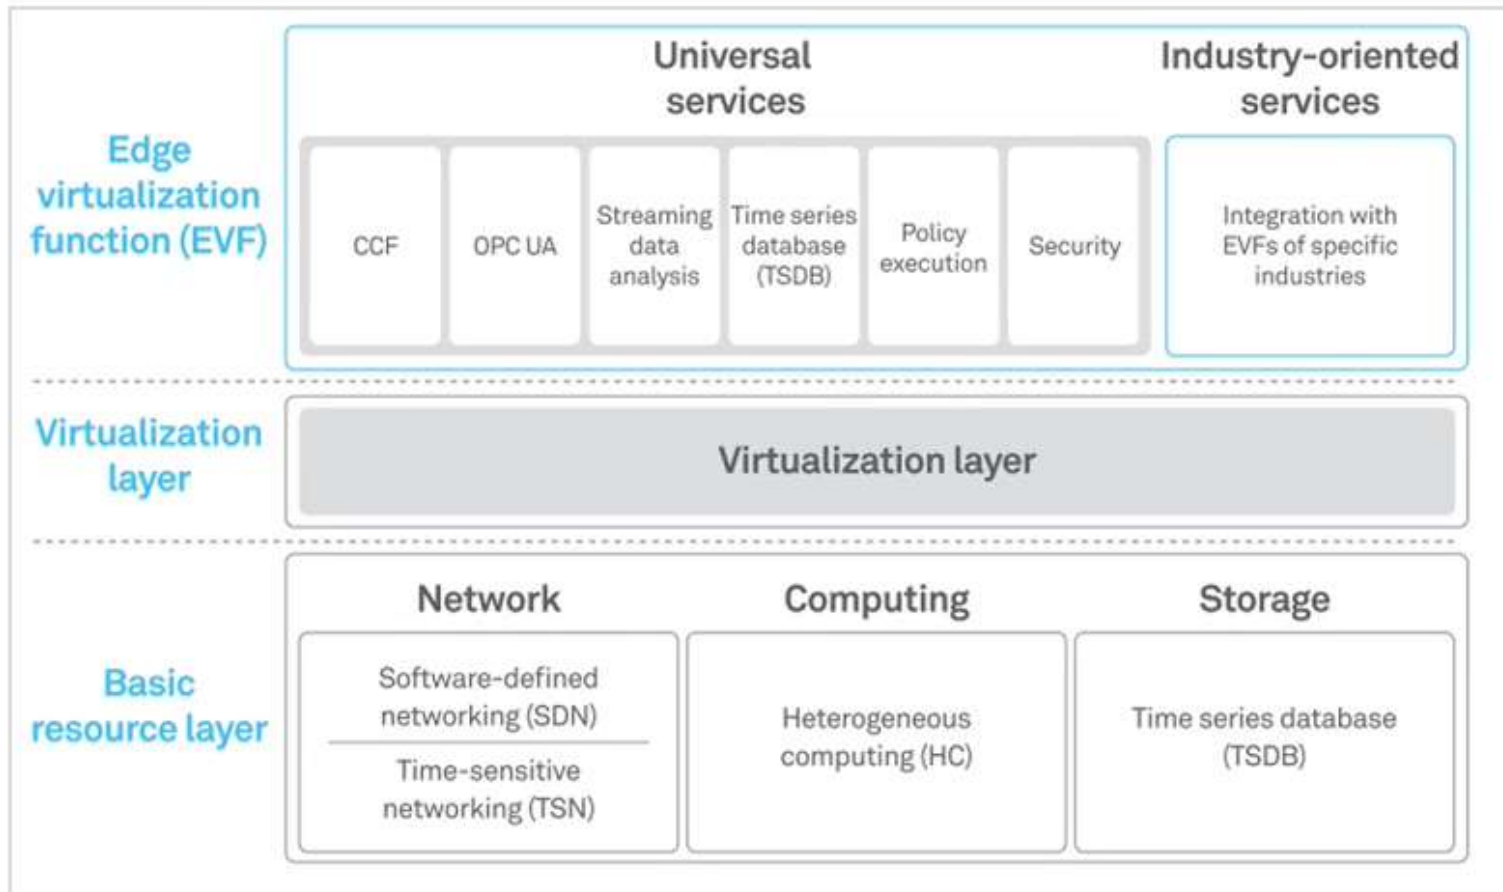 Universal
services
Industry-oriented
services
Edge
virtualization
function (EVF)
CCF
OPC UA
Streaming
data
analysis
Time series
database
(TSDB)
Policy
execution
Security
Integration with
EVFs of specific
industries
Virtualization
layer
Virtualization layer
Basic
resource layer
Network
Software-defined
networking (SDN)
Time-sensitive
networking (TSN)
Computing
Heterogeneous
computing (HC)
Storage
Time series database
(TSDB)